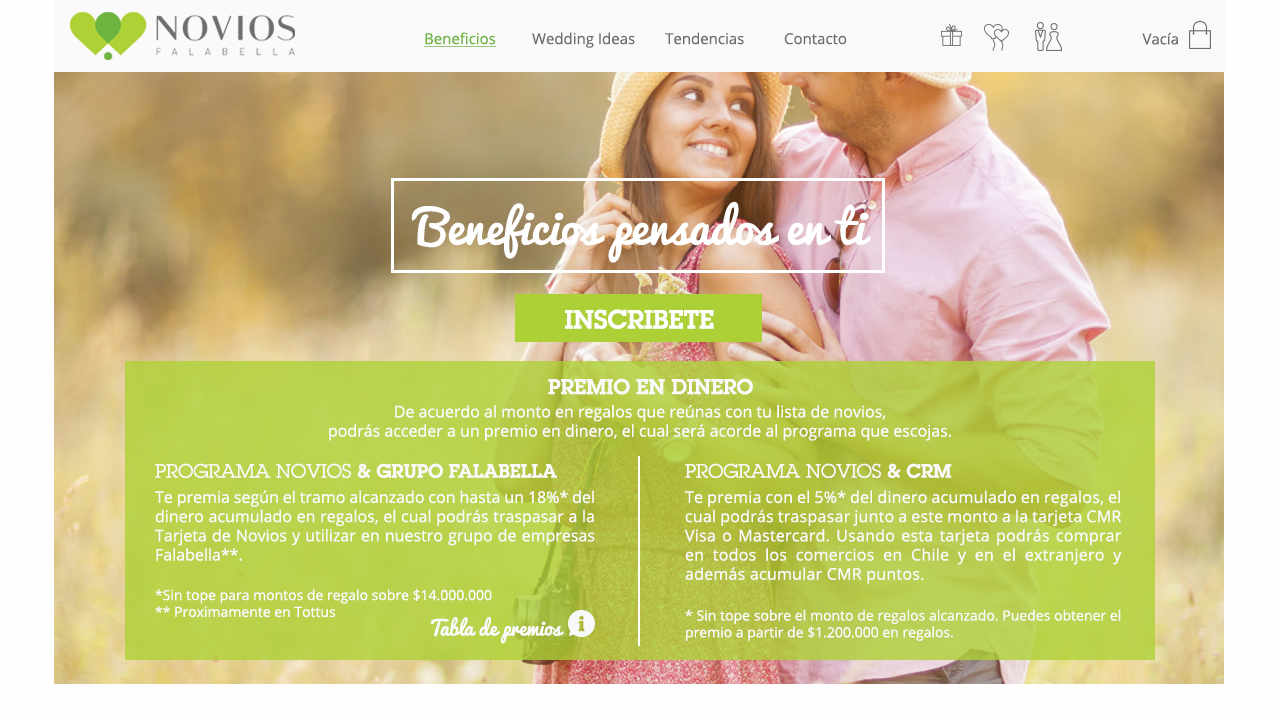 NOVIOS
FALABELLA
Beneficios
Wedding Ideas
Tendencias
Contacto
Vacía
Beneficios pensados en ti
INSCRIBETE
PREMIO EN DINERO
De acuerdo al monto en regalos que reúnas con tu lista de novios,
podrás acceder a un premio en dinero, el cual será acorde al programa que escojas.
PROGRAMA NOVIOS & GRUPO FALABELLA
Te premia según el tramo alcanzado con hasta un 18%* del
dinero acumulado en regalos, el cual podrás traspasar a la
Tarjeta de Novios y utilizar en nuestro grupo de empresas
Falabella**.
*Sin tope para montos de regalo sobre $14.000.000
** Proximamente en Tottus
Tabla de premios i
PROGRAMA NOVIOS & CRM
Te premia con el 5%* del dinero acumulado en regalos, el
cual podrás traspasar junto a este monto a la tarjeta CMR
Visa o Mastercard. Usando esta tarjeta podrás comprar
en todos los comercios en Chile y en el extranjero y
además acumular CMR puntos.
* Sin tope sobre el monto de regalos alcanzado. Puedes obtener el
premio a partir de $1.200.000 en regalos.